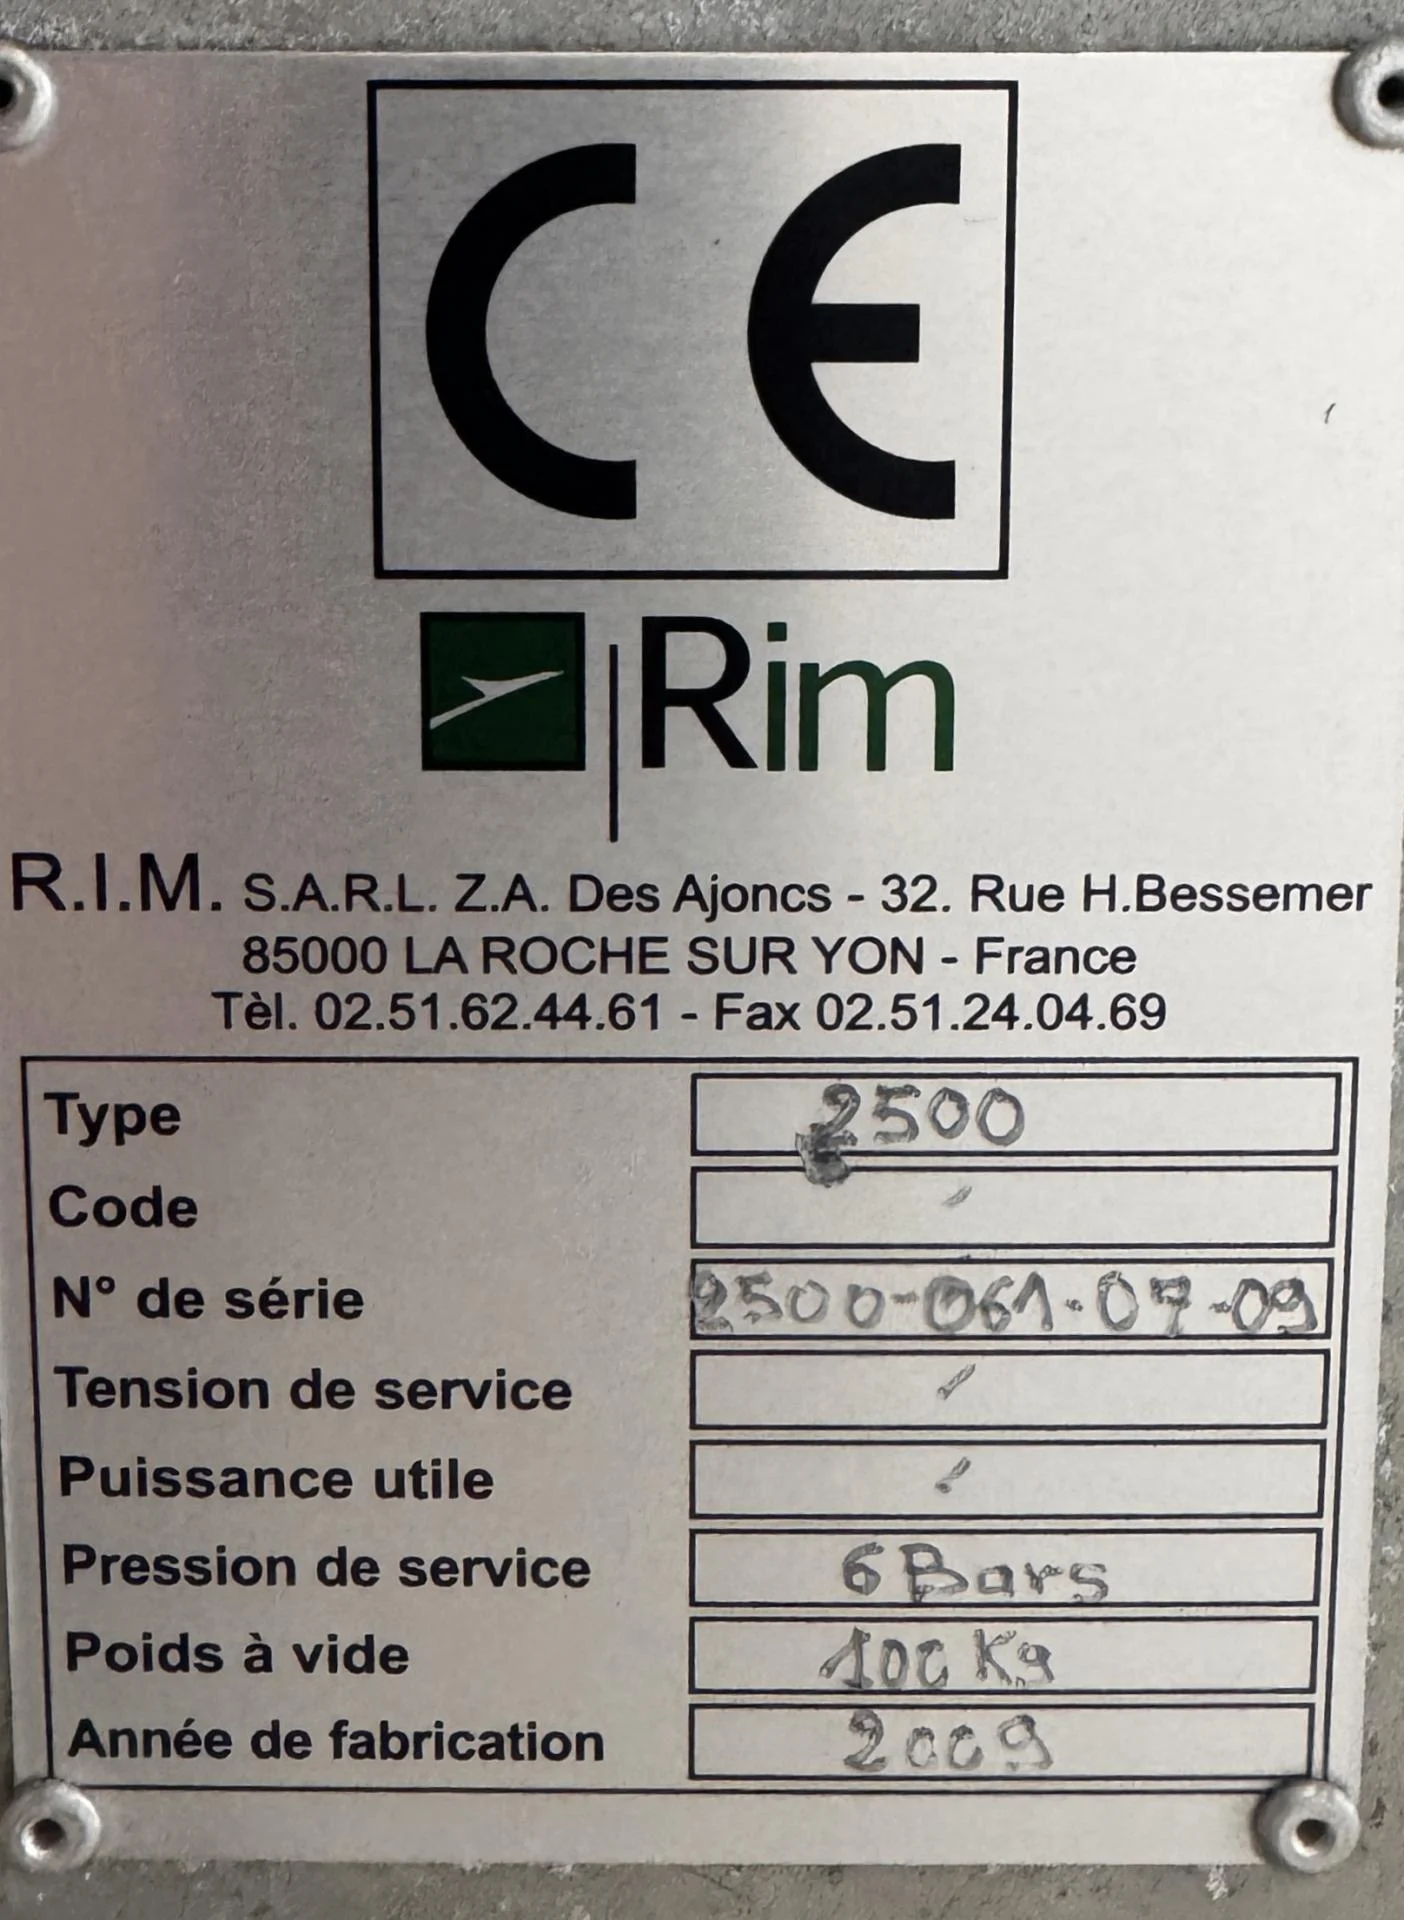 CE
Rim
R.I.M. S.A.R.L. Z.A. Des Ajoncs - 32. Rue H.Bessemer
85000 LA ROCHE SUR YON - France
Tèl. 02.51.62.44.61 - Fax 02.51.24.04.69
Type 2500
Code /
N° de série 2500-061-07-09
Tension de service /
Puissance utile /
Pression de service 6 Bars
Poids à vide 100 Kg
Année de fabrication 2009